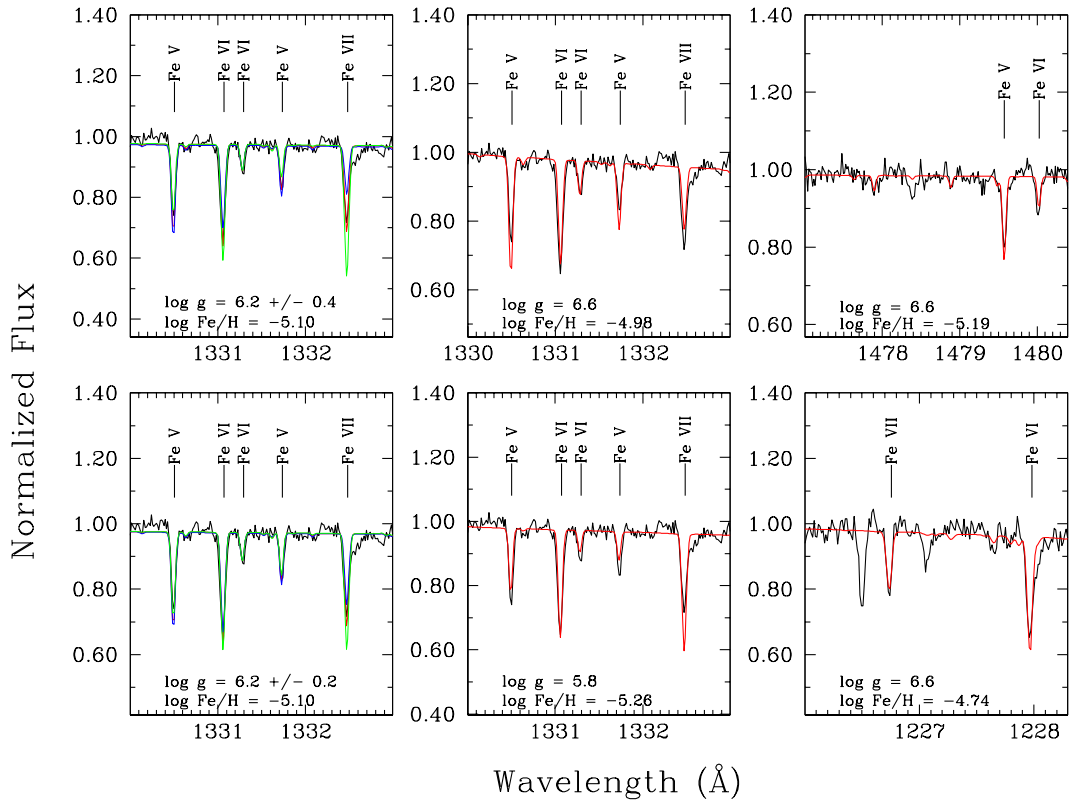 Normalized Flux
1.40
1.20
1.00
0.80
0.60
0.40
Fe V
Fe VI
Fe VI
Fe V
Fe VII
log g = 6.2 +/- 0.4
log Fe/H = -5.10
1331
1332
1.40
1.20
1.00
0.80
0.60
Fe V
Fe VI
Fe VI
Fe V
Fe VII
log g = 6.6
log Fe/H = -4.98
1330
1331
1332
1.40
1.20
1.00
0.80
0.60
Fe V
Fe VI
log g = 6.6
log Fe/H = -5.19
1478
1479
1480
1.40
1.20
1.00
0.80
0.60
Fe V
Fe VI
Fe VI
Fe V
Fe VII
log g = 6.2 +/- 0.2
log Fe/H = -5.10
1331
1332
1.40
1.20
1.00
0.80
0.60
0.40
Fe V
Fe VI
Fe VI
Fe V
Fe VII
log g = 5.8
log Fe/H = -5.26
1331
1332
1.40
1.20
1.00
0.80
0.60
Fe VII
Fe VI
log g = 6.6
log Fe/H = -4.74
1227
1228
Wavelength (Å)